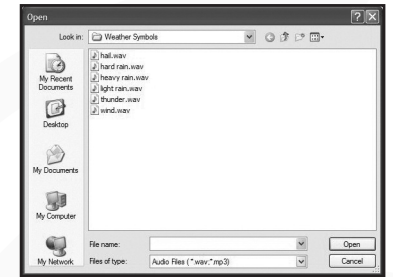 Open
Look in: Weather Symbols
hail.wav
hard rain.wav
heavy rain.wav
light rain.wav
thunder.wav
wind.wav
My Recent
Documents
Desktop
My Documents
My Computer
My Network
File name:
Open
Files of type: Audio Files (*.wav;*.mp3)
Cancel